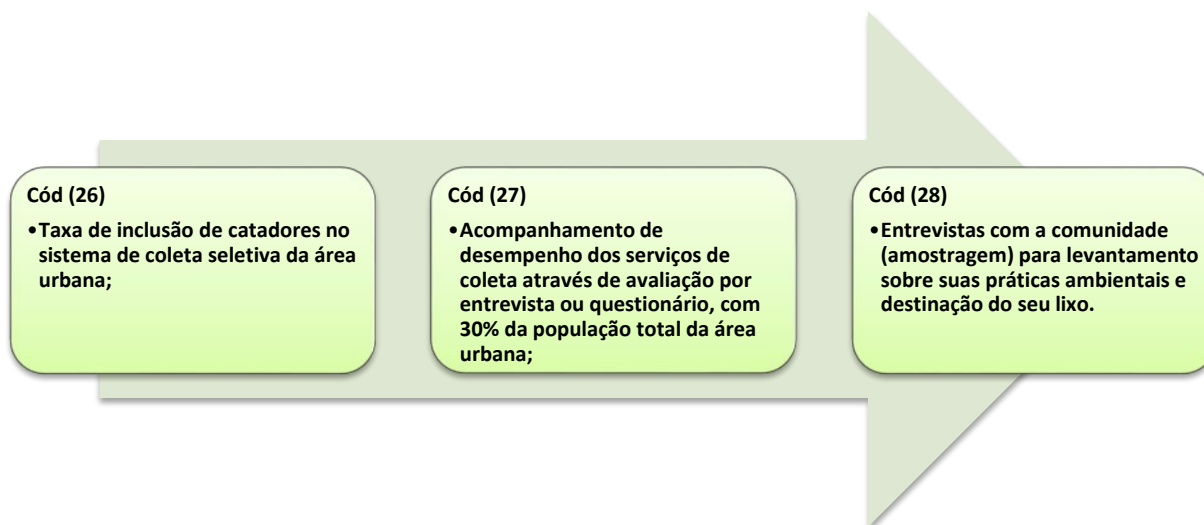 Cód (26)
•Taxa de inclusão de catadores no
sistema de coleta seletiva da área
urbana;
Cód (27)
•Acompanhamento de
desempenho dos serviços de
coleta através de avaliação por
entrevista ou questionário, com
30% da população total da área
urbana;
Cód (28)
•Entrevistas com a comunidade
(amostragem) para levantamento
sobre suas práticas ambientais e
destinação do seu lixo.